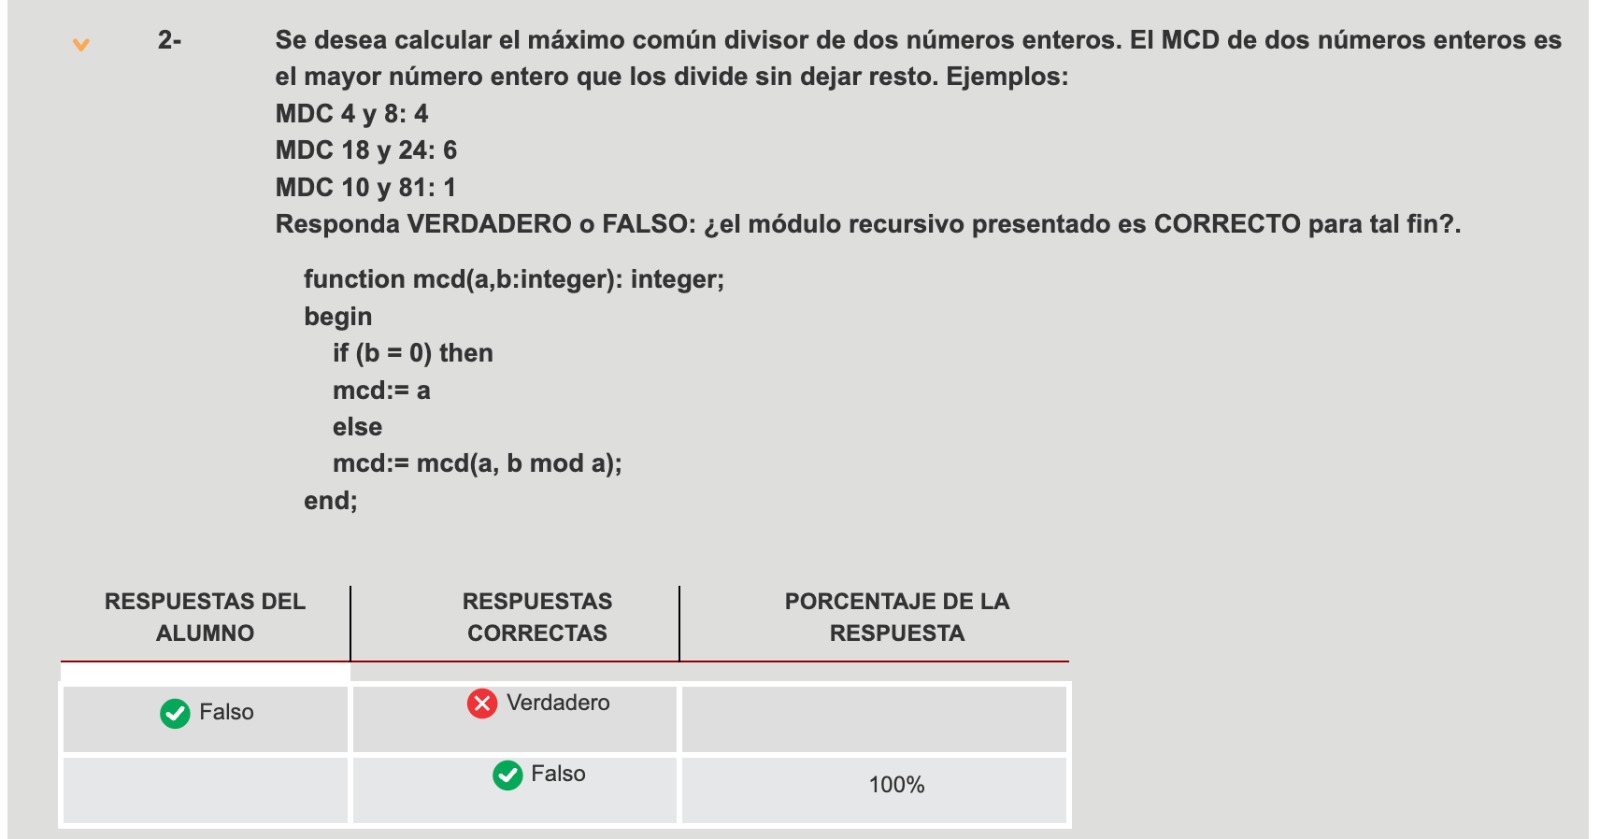 2-
Se desea calcular el máximo común divisor de dos números enteros. El MCD de dos números enteros es
el mayor número entero que los divide sin dejar resto. Ejemplos:
MDC 4 y 8: 4
MDC 18 y 24: 6
MDC 10 y 81: 1
Responda VERDADERO o FALSO: ¿el módulo recursivo presentado es CORRECTO para tal fin?.
function mcd(a,b:integer): integer;
begin
if (b = 0) then
mcd:= a
else
mcd:= mcd(a, b mod a);
end;
RESPUESTAS DEL
ALUMNO
RESPUESTAS
CORRECTAS
PORCENTAJE DE LA
RESPUESTA
Falso
Verdadero
Falso
100%